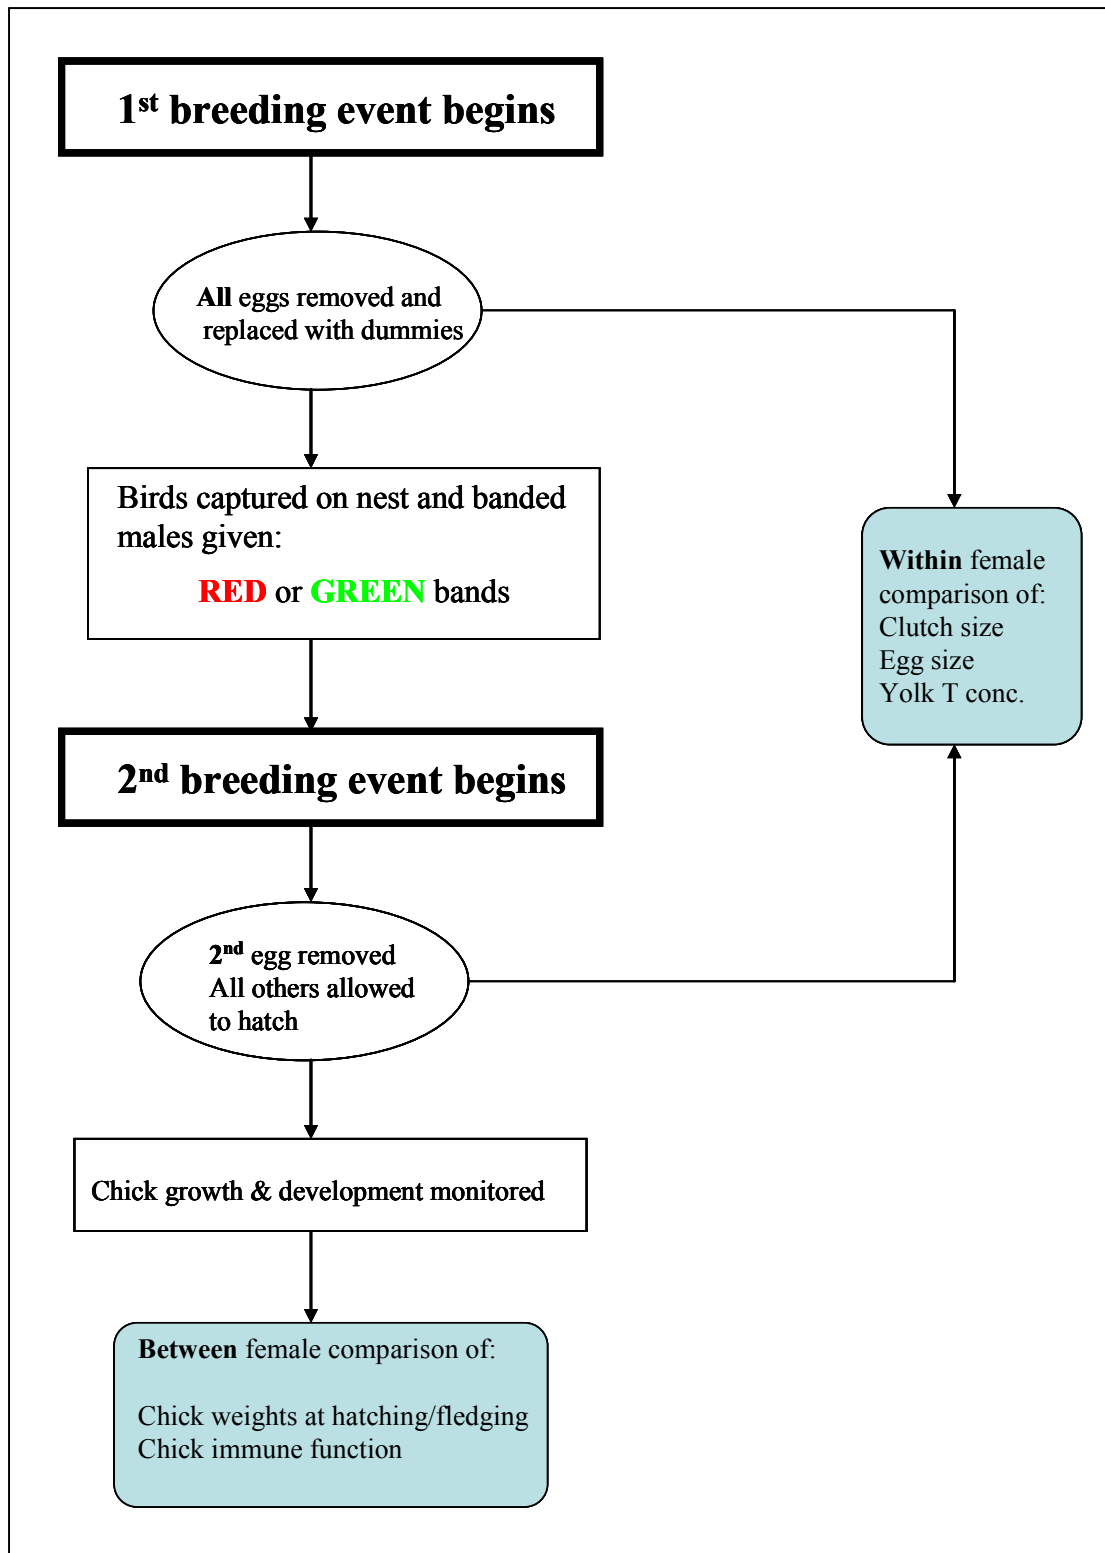 1st breeding event begins
All eggs removed and
replaced with dummies
Birds captured on nest and banded
males given:
RED or GREEN bands
Within female
comparison of:
Clutch size
Egg size
Yolk T conc.
2nd breeding event begins
2nd egg removed
All others allowed
to hatch
Chick growth & development monitored
Between female comparison of:
Chick weights at hatching/fledging
Chick immune function